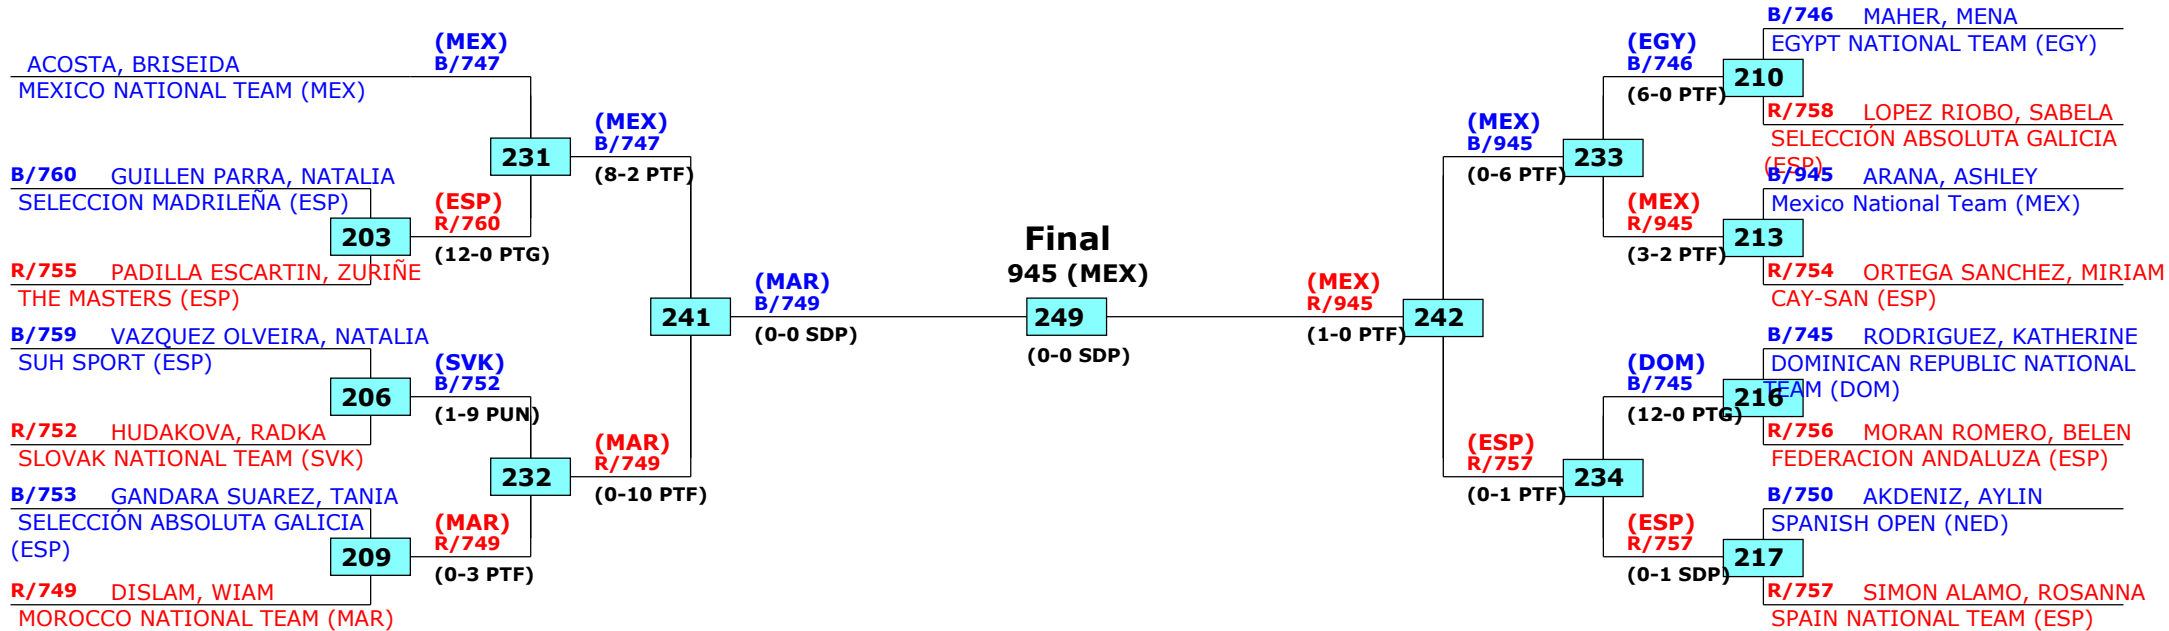 ACOSTA, BRISEIDA
MEXICO NATIONAL TEAM (MEX)
(MEX)
B/747
B/760 GUILLEN PARRA, NATALIA
SELECCION MADRILEÑA (ESP)
203
R/755 PADILLA ESCARTIN, ZURIÑE
THE MASTERS (ESP)
(ESP)
R/760
(12-0 PTG)
231
(MEX)
B/747
(8-2 PTF)
B/759 VAZQUEZ OLVEIRA, NATALIA
SUH SPORT (ESP)
206
R/752 HUDAKOVA, RADKA
SLOVAK NATIONAL TEAM (SVK)
(SVK)
B/752
(1-9 PUN)
B/753 GANDARA SUAREZ, TANIA
SELECCIÓN ABSOLUTA GALICIA
(ESP)
209
R/749 DISLAM, WIAM
MOROCCO NATIONAL TEAM (MAR)
(MAR)
R/749
(0-3 PTF)
232
(MAR)
R/749
(0-10 PTF)
241
(MAR)
B/749
(0-0 SDP)
Final
945 (MEX)
249
(0-0 SDP)
(MEX)
R/945
(1-0 PTF)
242
(MEX)
B/945
(0-6 PTF)
233
(EGY)
B/746
(6-0 PTF)
210
B/746 MAHER, MENA
EGYPT NATIONAL TEAM (EGY)
R/758 LOPEZ RIOBO, SABELA
SELECCIÓN ABSOLUTA GALICIA
(ESP)
(MEX)
R/945
(3-2 PTF)
213
B/945 ARANA, ASHLEY
Mexico National Team (MEX)
R/754 ORTEGA SANCHEZ, MIRIAM
CAY-SAN (ESP)
(ESP)
R/757
(0-1 PTF)
234
(DOM)
B/745
(12-0 PTG)
216
B/745 RODRIGUEZ, KATHERINE
DOMINICAN REPUBLIC NATIONAL
TEAM (DOM)
R/756 MORAN ROMERO, BELEN
FEDERACION ANDALUZA (ESP)
(ESP)
R/757
(0-1 SDP)
217
B/750 AKDENIZ, AYLIN
SPANISH OPEN (NED)
R/757 SIMON ALAMO, ROSANNA
SPAIN NATIONAL TEAM (ESP)